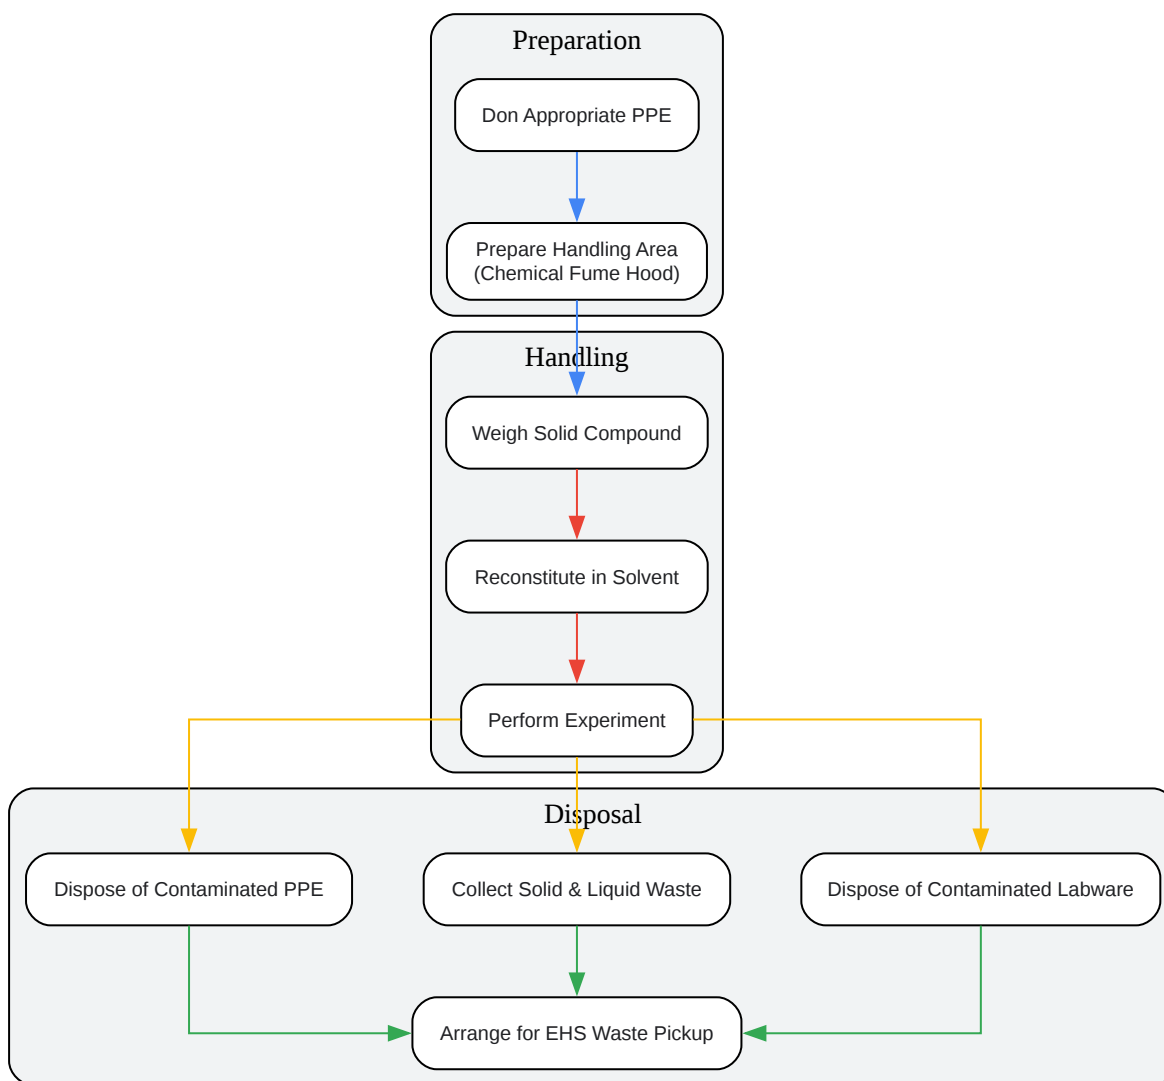 Preparation
Don Appropriate PPE
Prepare Handling Area
(Chemical Fume Hood)
Handling
Weigh Solid Compound
Reconstitute in Solvent
Perform Experiment
Disposal
Dispose of Contaminated PPE
Collect Solid & Liquid Waste
Dispose of Contaminated Labware
Arrange for EHS Waste Pickup